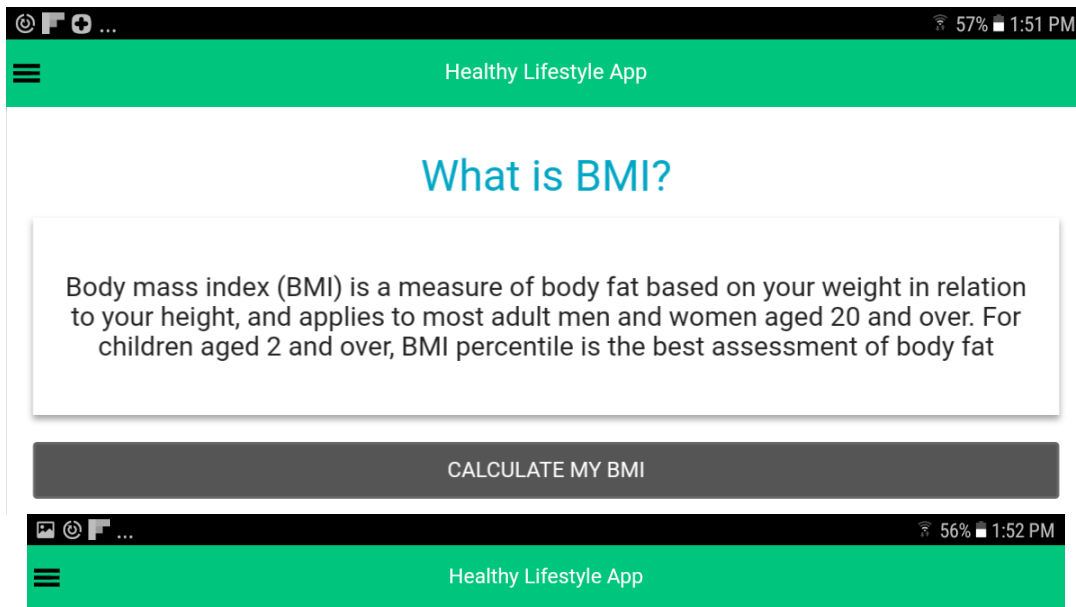 ... 57% 1:51 PM
Healthy Lifestyle App
What is BMI?
Body mass index (BMI) is a measure of body fat based on your weight in relation
to your height, and applies to most adult men and women aged 20 and over. For
children aged 2 and over, BMI percentile is the best assessment of body fat
CALCULATE MY BMI
... 56% 1:52 PM
Healthy Lifestyle App